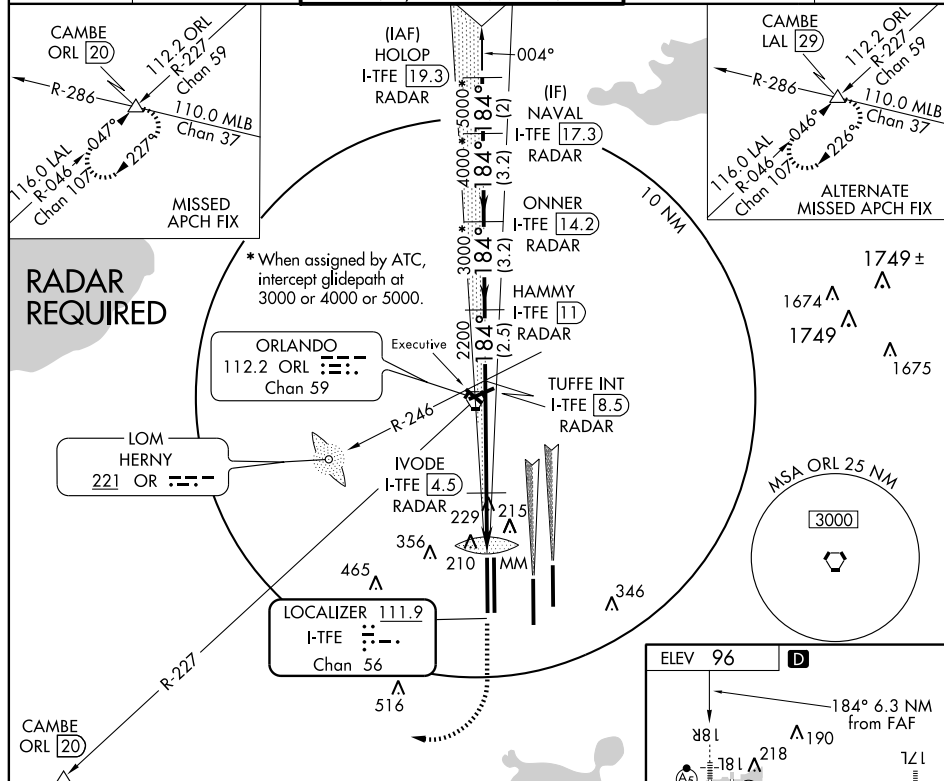 CAMBE
ORL 20
112.2 ORL
R-227
Chan 59
R-286
110.0 MLB
Chan 37
047°
227°
116.0 LAL
R-046
Chan 107
MISSED
APCH FIX
(IAF)
HOLOP
I-TFE 19.3
RADAR
004°
5000*
184°
(2)
(IF)
NAVAL
I-TFE 17.3
RADAR
4000*
184°
(3.2)
ONNER
I-TFE 14.2
RADAR
3000*
184°
(3.2)
HAMMY
I-TFE 11
RADAR
2200
184°
(2.5)
TUFFE INT
I-TFE 8.5
RADAR
10 NM
CAMBE
LAL 29
112.2 ORL
R-227
Chan 59
R-286
110.0 MLB
Chan 37
046°
226°
116.0 LAL
R-046
Chan 107
ALTERNATE
MISSED APCH FIX
RADAR
REQUIRED
* When assigned by ATC,
intercept glidepath at
3000 or 4000 or 5000.
1749 ±
1674
1749
1675
ORLANDO
112.2 ORL
Chan 59
Executive
R-246
LOM
HERNY
221 OR
IVODE
I-TFE 4.5
RADAR
229
215
356
210
MM
465
346
LOCALIZER 111.9
I-TFE
Chan 56
516
R-227
CAMBE
ORL 20
MSA ORL 25 NM
3000
ELEV 96
D
184° 6.3 NM
from FAF
18R
18L
218
190
17L
A5